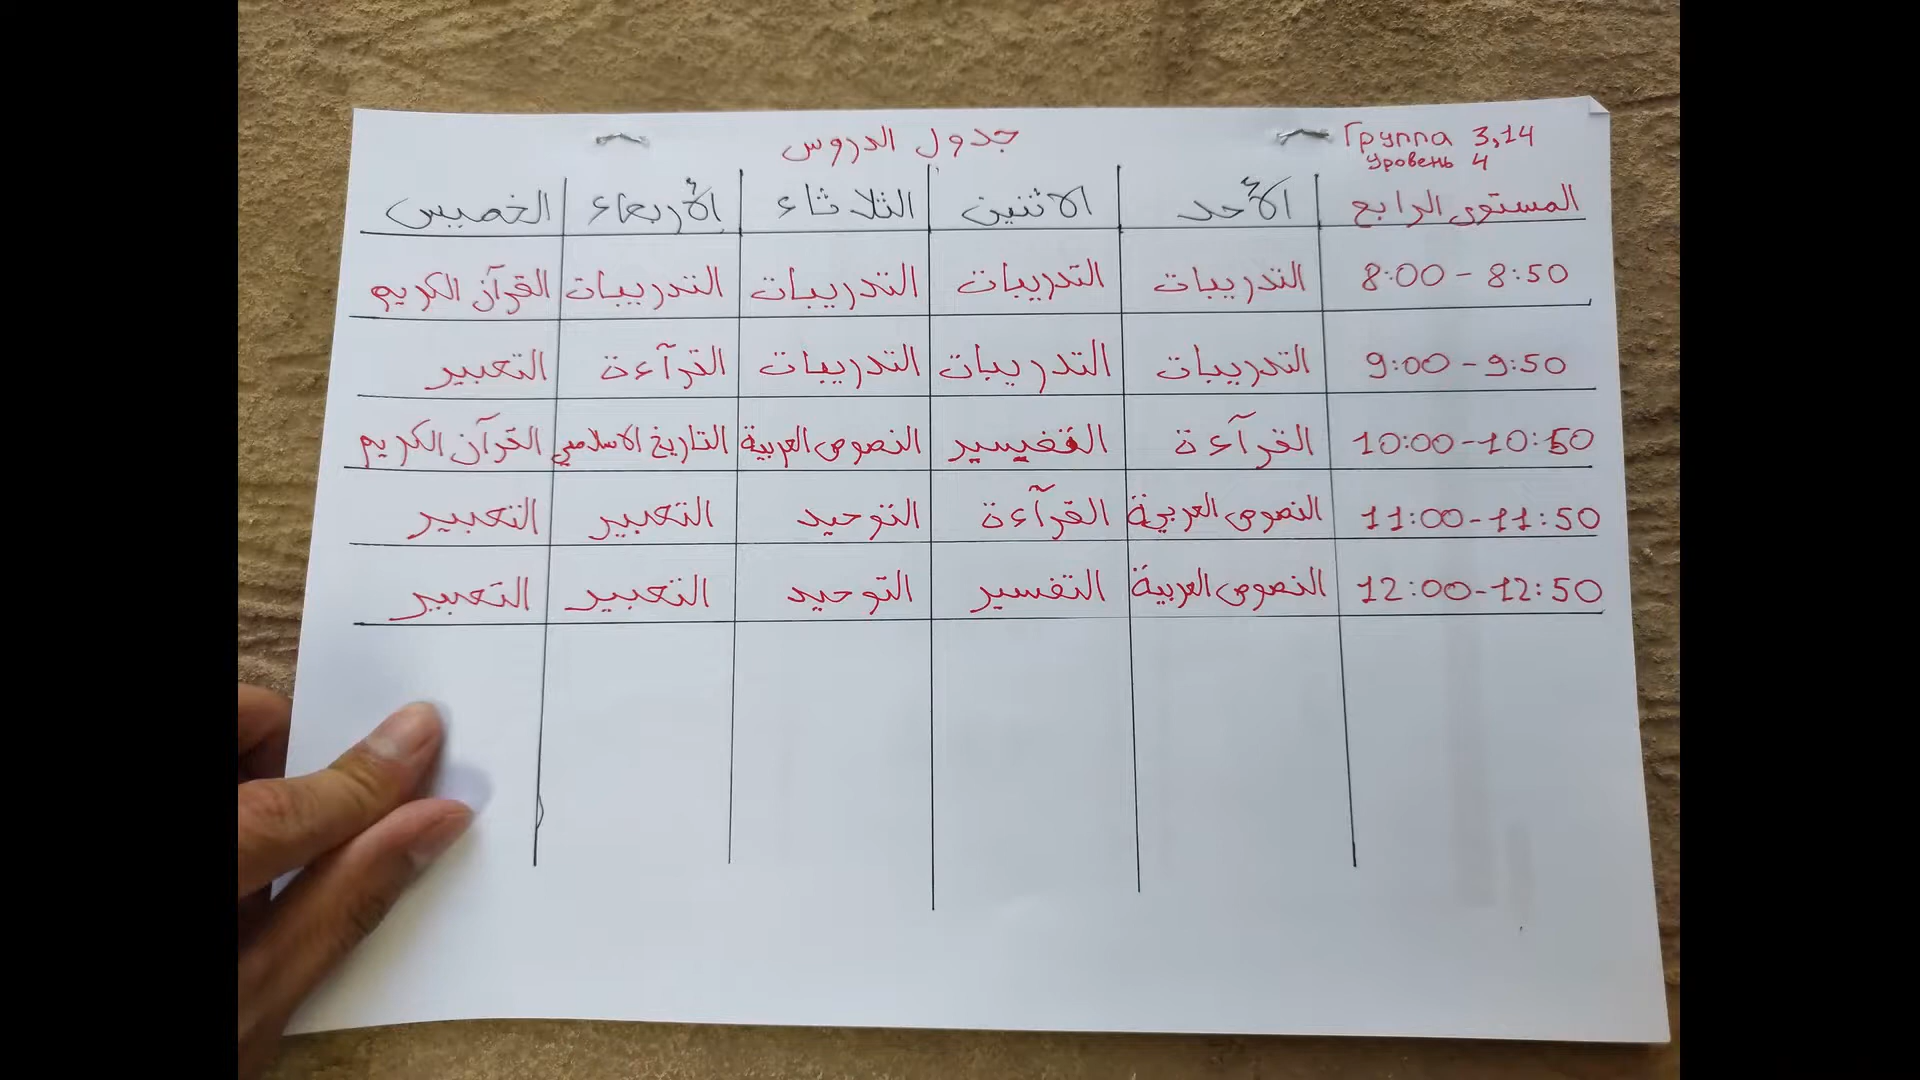 جدول الدروس
Группа 3,14
Уровень 4
المستوى الرابع الأحد الاثنين الثلاثاء الأربعاء الخميس
8:00 - 8:50 التدريبات التدريبات التدريبات التدريبات القرآن الكريم
9:00 - 9:50 التدريبات التدريبات التدريبات القرآءة التعبير
10:00-10:50 القرآءة التفسير النصوص العربية التاريخ الاسلامي القرآن الكريم
11:00-11:50 النصوص العربية القرآءة التوحيد التعبير التعبير
12:00-12:50 النصوص العربية التفسير التوحيد التعبير التعبير